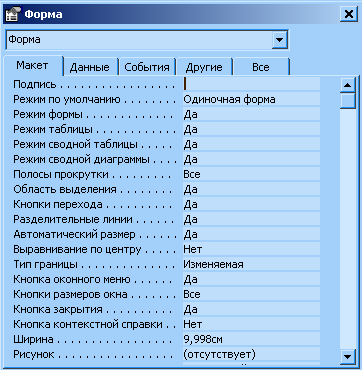 Форма
Форма
Макет Данные События Другие Все
Подпись . . . . . . . . . . . . . . . . . .
Режим по умолчанию . . . . . . . . Одиночная форма
Режим формы . . . . . . . . . . . . . Да
Режим таблицы . . . . . . . . . . . . Да
Режим сводной таблицы . . . . . Да
Режим сводной диаграммы . . . . Да
Полосы прокрутки . . . . . . . . . . Все
Область выделения . . . . . . . . . Да
Кнопки перехода . . . . . . . . . . . Да
Разделительные линии . . . . . . . Да
Автоматический размер . . . . . . Да
Выравнивание по центру . . . . . Нет
Тип границы . . . . . . . . . . . . . . Изменяемая
Кнопка оконного меню . . . . . . . Да
Кнопки размеров окна . . . . . . . Все
Кнопка закрытия . . . . . . . . . . . Да
Кнопка контекстной справки . . . Нет
Ширина . . . . . . . . . . . . . . . . . . 9,998см
Рисунок . . . . . . . . . . . . . . . . . (отсутствует)